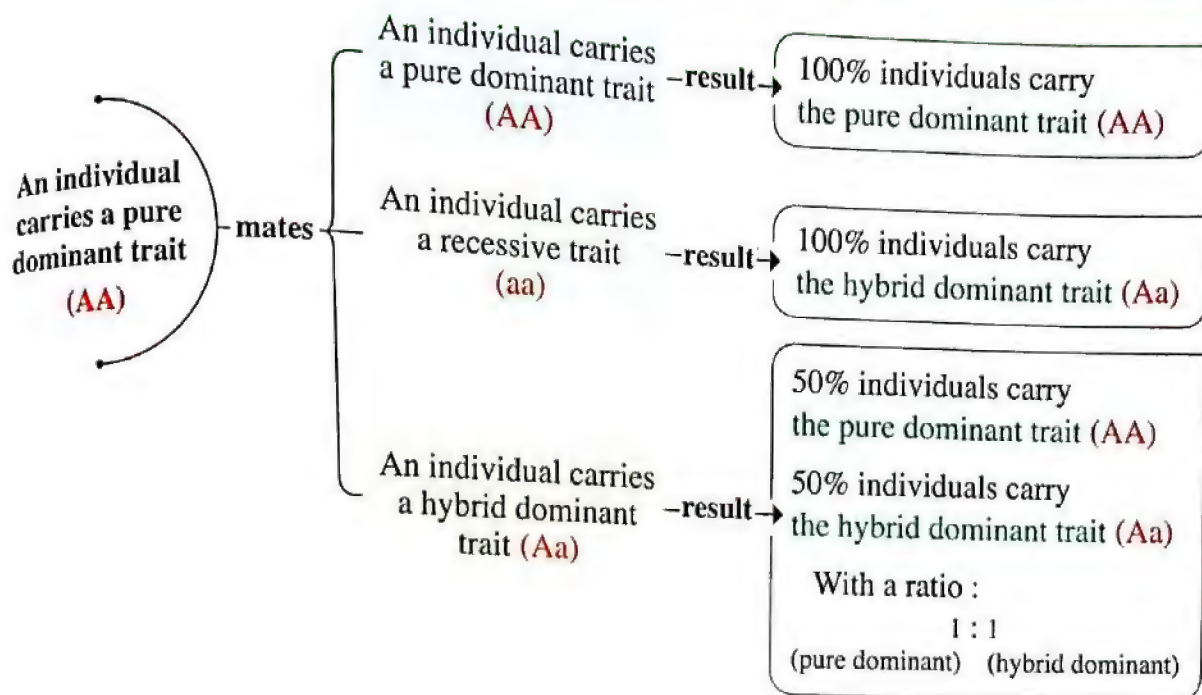 An individual
carries a pure
dominant trait
(AA)
mates
An individual carries
a pure dominant trait
(AA)
result
100% individuals carry
the pure dominant trait (AA)
An individual carries
a recessive trait
(aa)
result
100% individuals carry
the hybrid dominant trait (Aa)
An individual carries
a hybrid dominant
trait (Aa)
result
50% individuals carry
the pure dominant trait (AA)
50% individuals carry
the hybrid dominant trait (Aa)
With a ratio :
1 : 1
(pure dominant) (hybrid dominant)